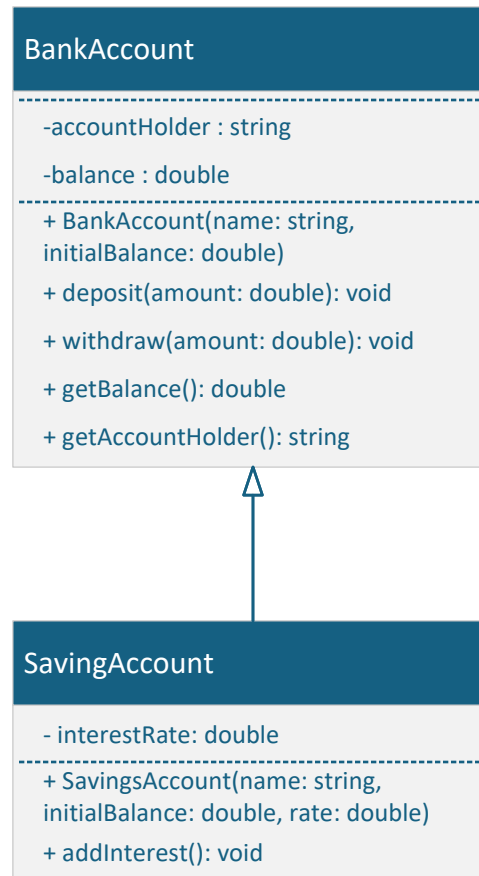 BankAccount
-accountHolder : string
-balance : double
+ BankAccount(name: string,
initialBalance: double)
+ deposit(amount: double): void
+ withdraw(amount: double): void
+ getBalance(): double
+ getAccountHolder(): string
SavingAccount
- interestRate: double
+ SavingsAccount(name: string,
initialBalance: double, rate: double)
+ addInterest(): void